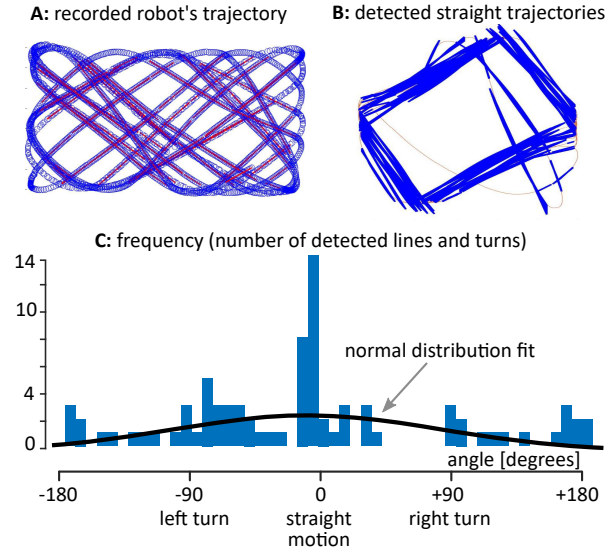 A: recorded robot's trajectory
B: detected straight trajectories
C: frequency (number of detected lines and turns)
14
10
4
0
normal distribution fit
angle [degrees]
-180
-90
0
+90
+180
left turn
straight
motion
right turn